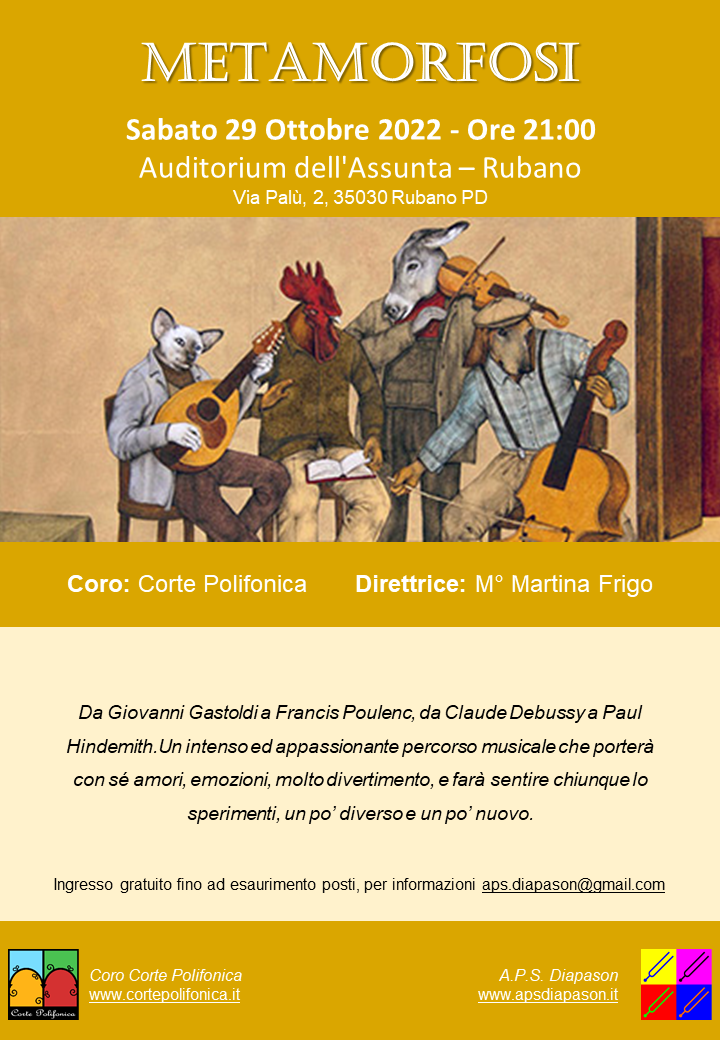 METAMORFOSI
Sabato 29 Ottobre 2022 - Ore 21:00
Auditorium dell'Assunta – Rubano
Via Palù, 2, 35030 Rubano PD
Coro: Corte Polifonica Direttrice: M° Martina Frigo
Da Giovanni Gastoldi a Francis Poulenc, da Claude Debussy a Paul
Hindemith.Un intenso ed appassionante percorso musicale che porterà
con sé amori, emozioni, molto divertimento, e farà sentire chiunque lo
sperimenti, un po’ diverso e un po’ nuovo.
Ingresso gratuito fino ad esaurimento posti, per informazioni aps.diapason@gmail.com
Coro Corte Polifonica
www.cortepolifonica.it
Corte Polifonica
A.P.S. Diapason
www.apsdiapason.it